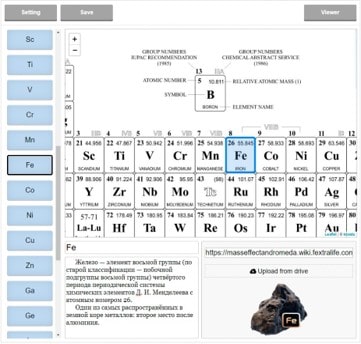 Setting
Save
Viewer
Sc
Ti
V
Cr
Mn
Fe
Co
Ni
Cu
Zn
Ga
Ge
+
−
GROUP NUMBERS
IUPAC RECOMMENDATION
(1985)
GROUP NUMBERS
CHEMICAL ABSTRACT SERVICE
(1986)
13 IIIA
ATOMIC NUMBER
5 10.811
RELATIVE ATOMIC MASS (1)
SYMBOL
B
BORON
ELEMENT NAME
3 4 5 6 7 8 9 10 11 12
21 44.956 22 47.867 23 50.942 24 51.996 25 54.938 26 55.845 27 58.933 28 58.693 29 63.546 30
Sc Ti V Cr Mn Fe Co Ni Cu
SCANDIUM TITANIUM VANADIUM CHROMIUM MANGANESE IRON COBALT NICKEL COPPER
39 88.906 40 91.224 41 92.906 42 95.95 43 (98) 44 101.07 45 102.91 46 106.42 47 107.87 48
Y Zr Nb Mo Tc Ru Rh Pd Ag
YTTRIUM ZIRCONIUM NIOBIUM
57-71 72 178.49 73 180.95 74 183.84 75 186.21 76 190.23 77 192.22 78 195.08 79 196.97 80
La-Lu Hf Ta W Re Os Ir Pt Au
Leaflet
Fe
Железо — элемент восьмой группы (по
старой классификации — побочной
подгруппы восьмой группы) четвёртого
периода периодической системы
химических элементов Д. И. Менделеева с
атомным номером 26.
Один из самых распространённых в
земной коре металлов: второе место после
алюминия.
https://masseffectandromeda.wiki.fextralife.con
Upload from drive
Fe